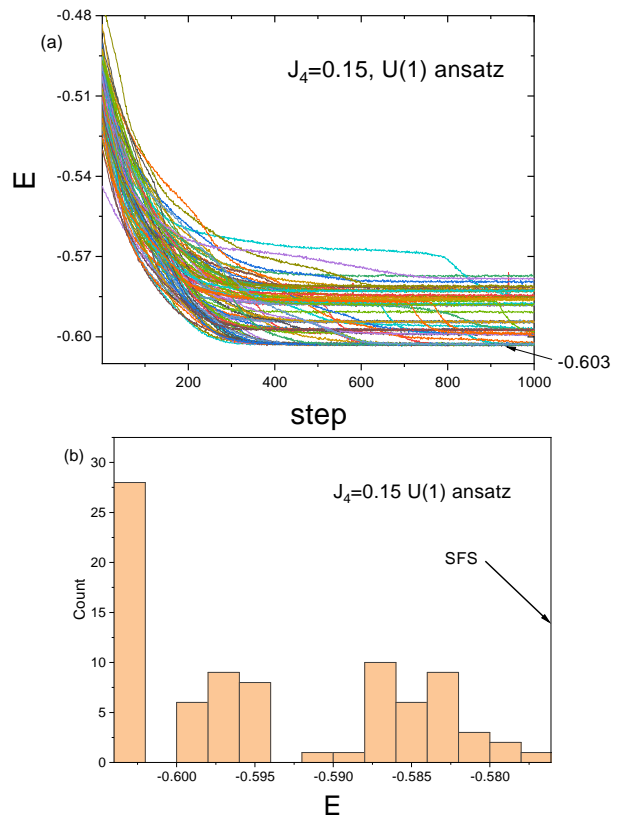 -0.48
(a)
J₄=0.15, U(1) ansatz
-0.51
-0.54
E
-0.57
-0.60
-0.603
200 400 600 800 1000
step
(b)
30
J₄=0.15 U(1) ansatz
25
SFS
20
Count
15
10
5
0
-0.600 -0.595 -0.590 -0.585 -0.580
E